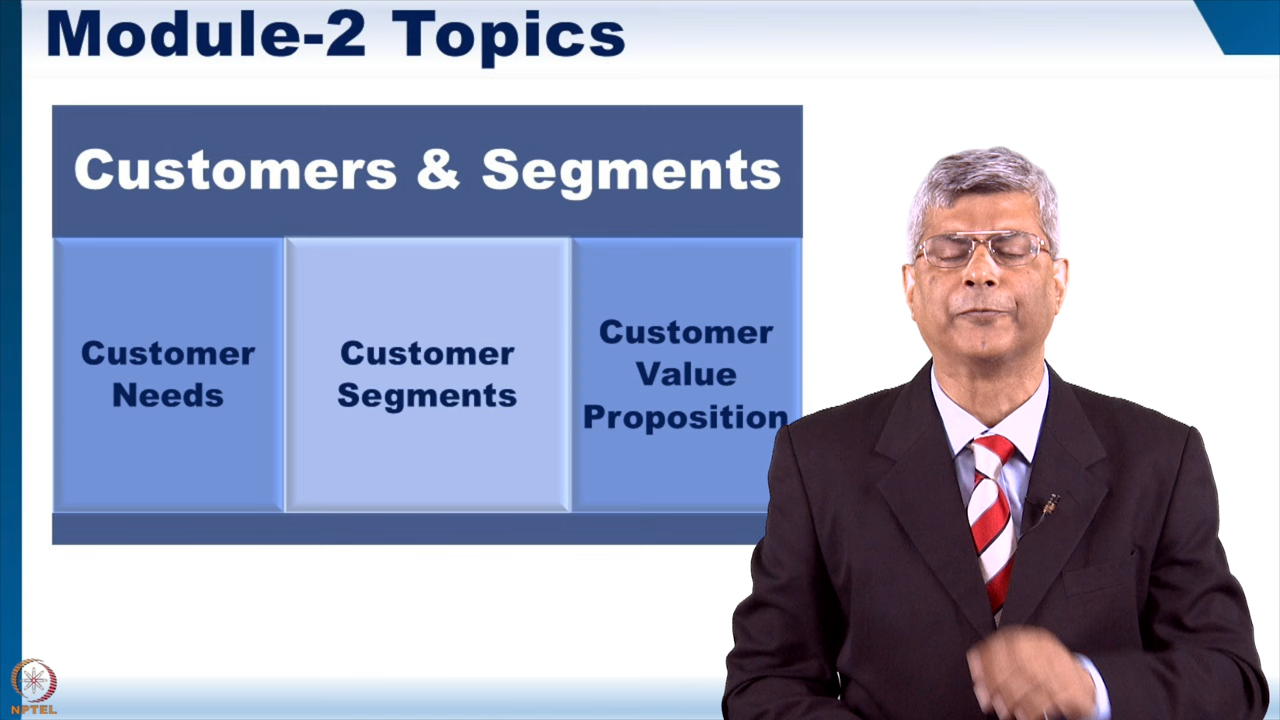 Module-2 Topics
Customers & Segments
Customer
Needs
Customer
Segments
Customer
Value
Proposition
NPTEL